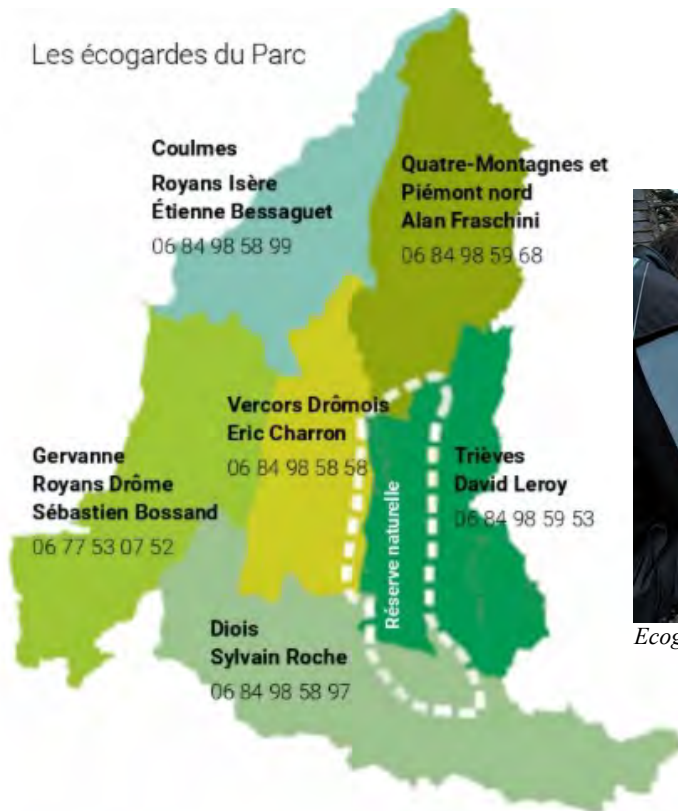 Les écogardes du Parc
Coulmes
Royans Isère
Étienne Bessaguet
06 84 98 58 99
Quatre-Montagnes et
Piémont nord
Alan Fraschini
06 84 98 59 68
Vercors Drômois
Eric Charron
06 84 98 58 58
Gervanne
Royans Drôme
Sébastien Bossand
06 77 53 07 52
Trièves
David Leroy
06 84 98 59 53
Réserve naturelle
Diois
Sylvain Roche
06 84 98 58 97
Ecog